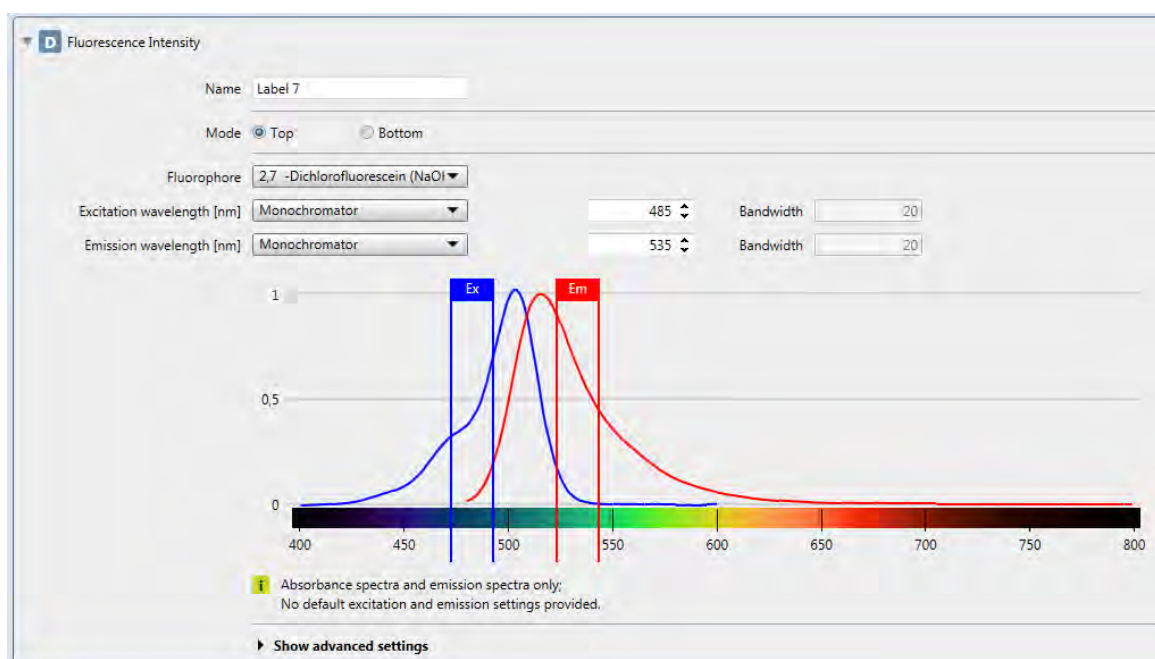 D Fluorescence Intensity
Name Label 7
Mode Top Bottom
Fluorophore 2,7 -Dichlorofluorescein (NaOH
Excitation wavelength [nm] Monochromator 485 Bandwidth 20
Emission wavelength [nm] Monochromator 535 Bandwidth 20
Ex Em
1
0,5
0
400 450 500 550 600 650 700 750 800
i Absorbance spectra and emission spectra only;
No default excitation and emission settings provided.
Show advanced settings